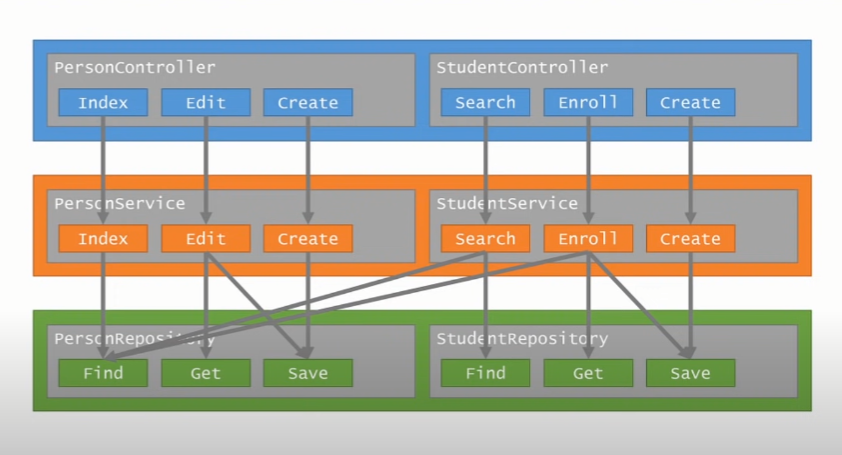 PersonController
Index Edit Create
StudentController
Search Enroll Create
PersonService
Index Edit Create
StudentService
Search Enroll Create
PersonRepository
Find Get Save
StudentRepository
Find Get Save